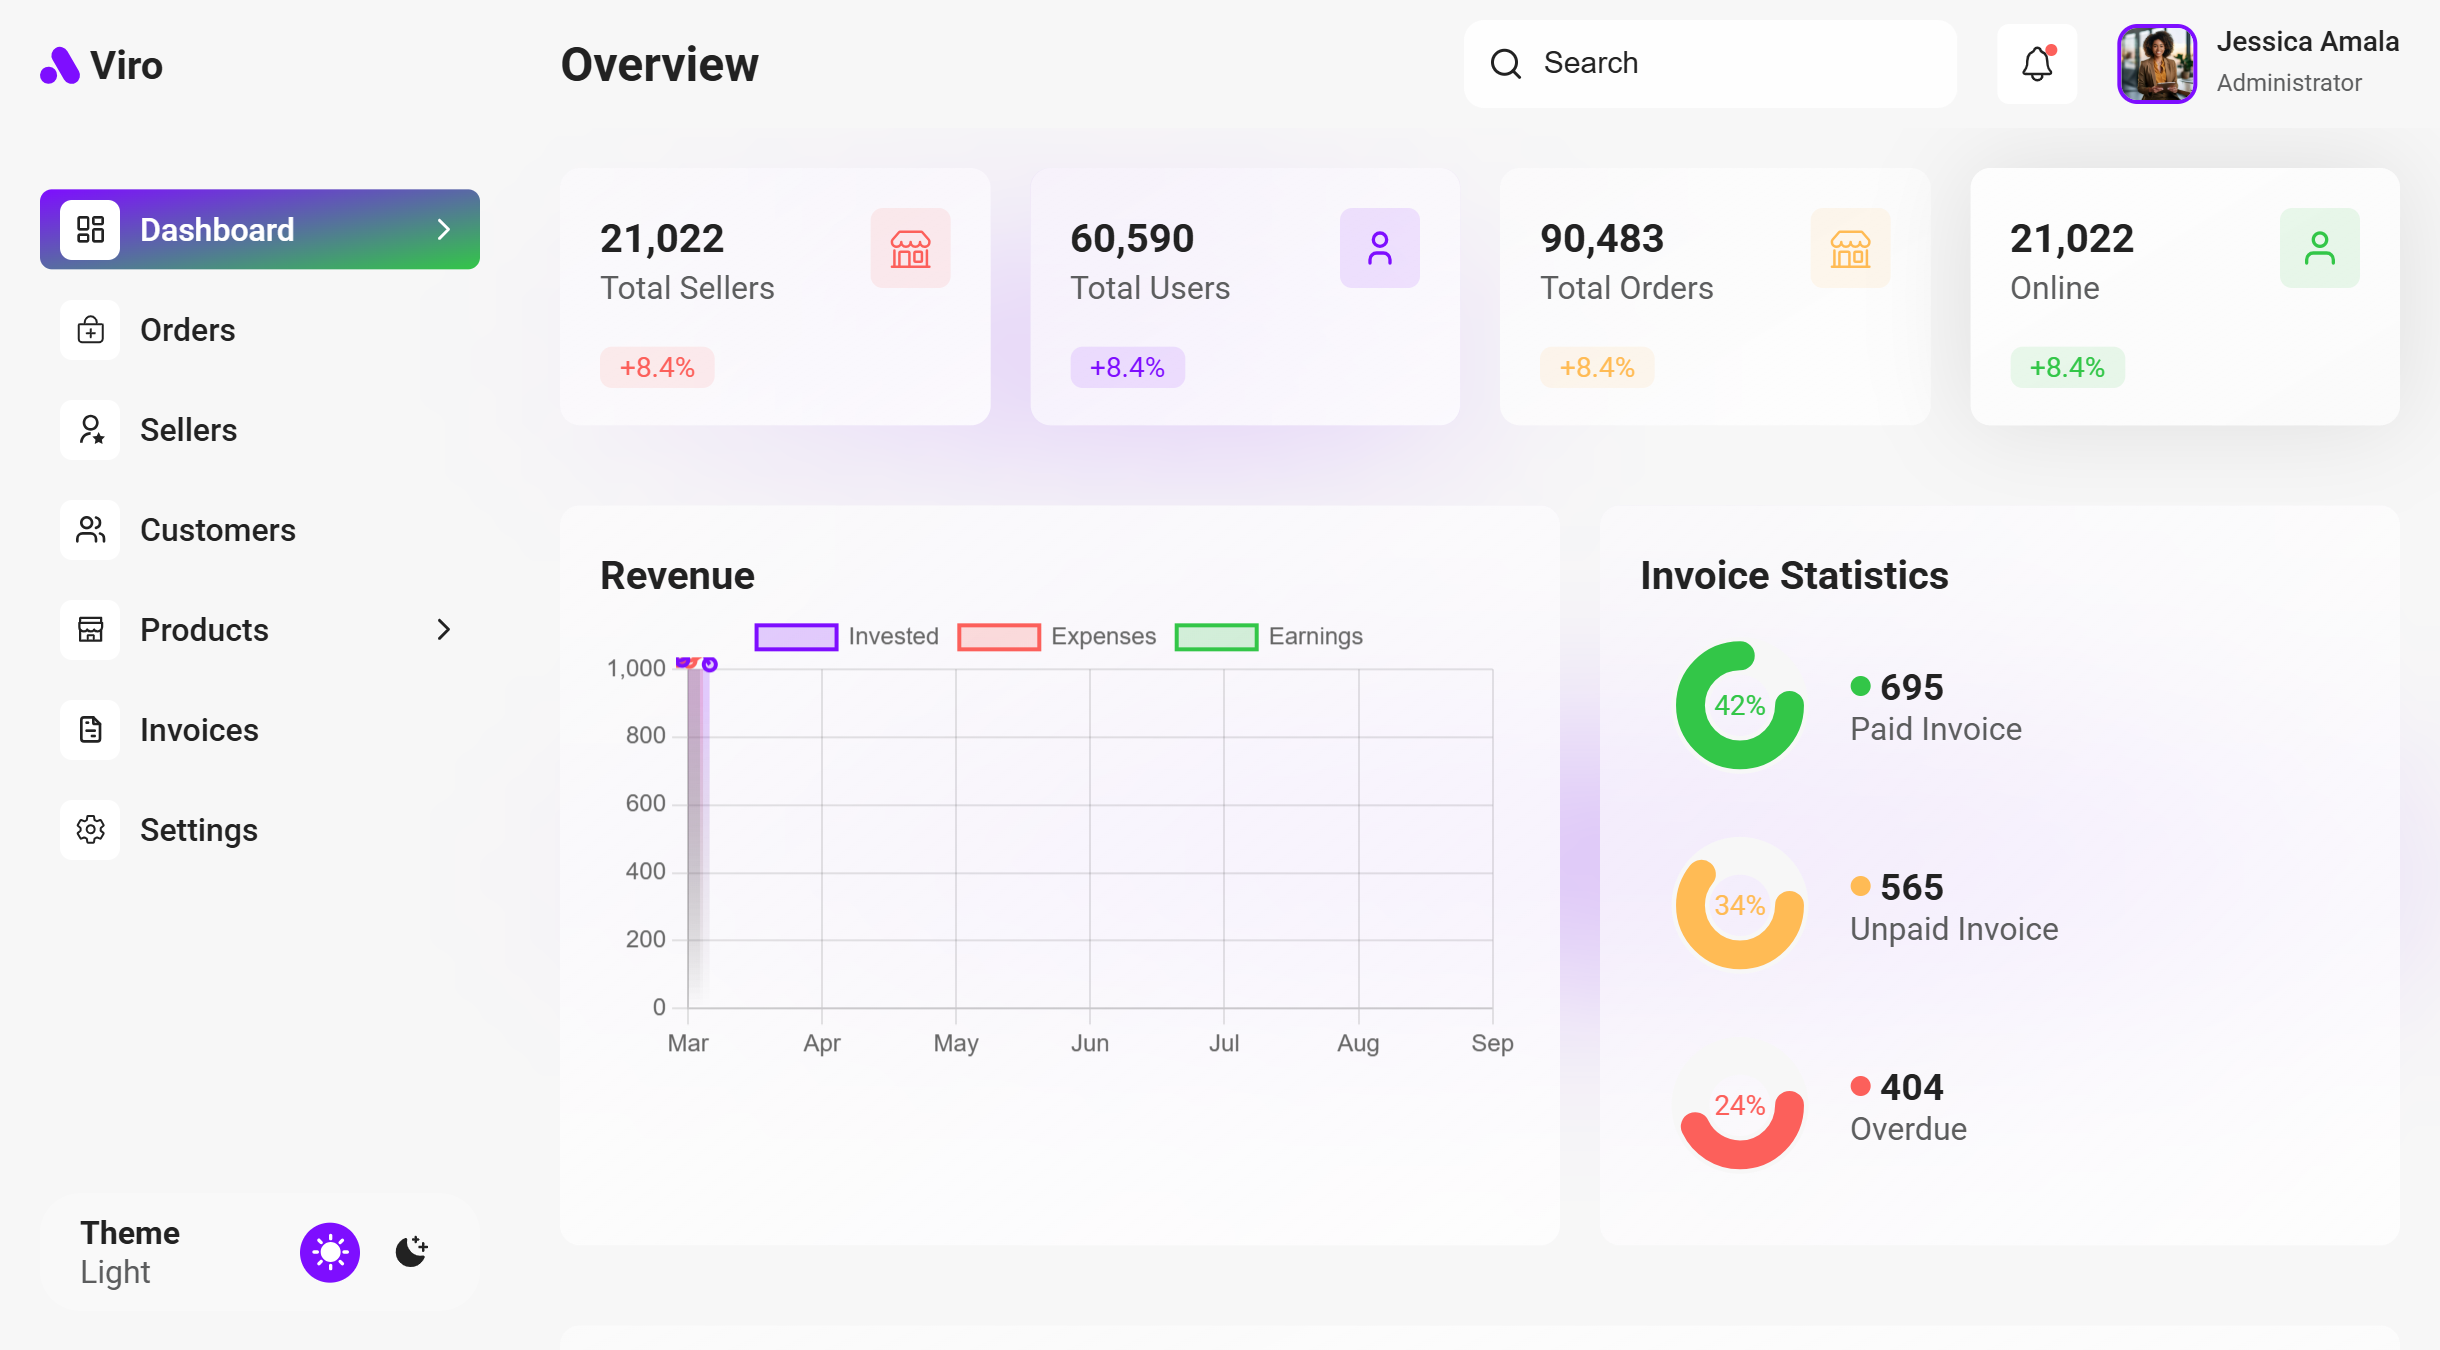 Viro
Overview
Search
Jessica Amala
Administrator
Dashboard
Orders
Sellers
Customers
Products
Invoices
Settings
Theme
Light
21,022
Total Sellers
+8.4%
60,590
Total Users
+8.4%
90,483
Total Orders
+8.4%
21,022
Online
+8.4%
Revenue
Invested Expenses Earnings
1,000
800
600
400
200
0
Mar Apr May Jun Jul Aug Sep
Invoice Statistics
42%
695
Paid Invoice
34%
565
Unpaid Invoice
24%
404
Overdue